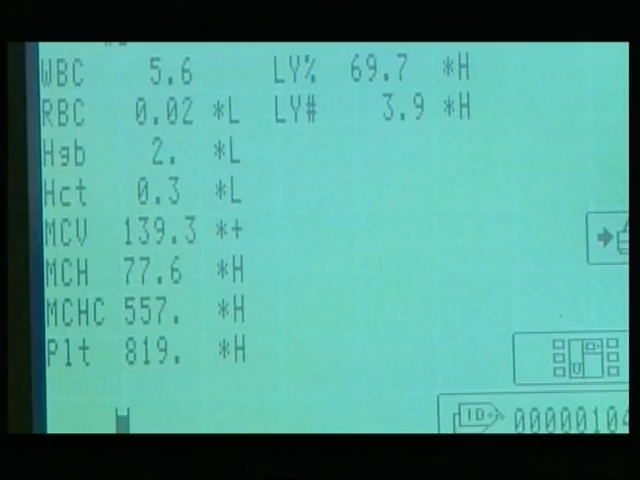 WBC 5.6 LY% 69.7 *H
RBC 0.02 *L LY# 3.9 *H
Hgb 2. *L
Hct 0.3 *L
MCV 139.3 *+
MCH 77.6 *H
MCHC 557. *H
Plt 819. *H
ID 00000104